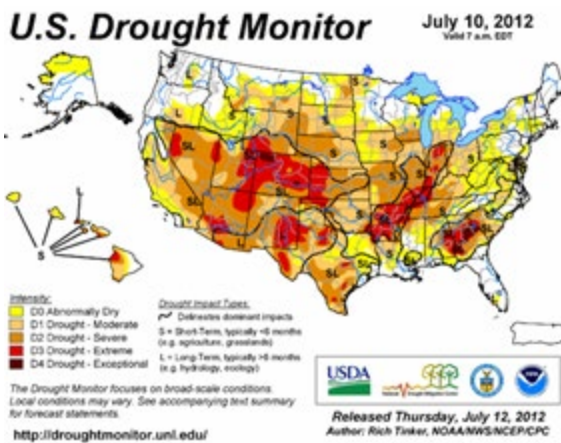 U.S. Drought Monitor
July 10, 2012
Valid 7 a.m. EDT
L
S
Intensity:
D0 Abnormally Dry
D1 Drought - Moderate
D2 Drought - Severe
D3 Drought - Extreme
D4 Drought - Exceptional
Drought Impact Types:
Delineates dominant impacts
S = Short-Term, typically <6 months
(e.g. agriculture, grasslands)
L = Long-Term, typically >6 months
(e.g. hydrology, ecology)
The Drought Monitor focuses on broad-scale conditions.
Local conditions may vary. See accompanying text summary
for forecast statements.
http://droughtmonitor.unl.edu/
USDA
National Drought Mitigation Center
Released Thursday, July 12, 2012
Author: Rich Tinker, NOAA/NWS/NCEP/CPC